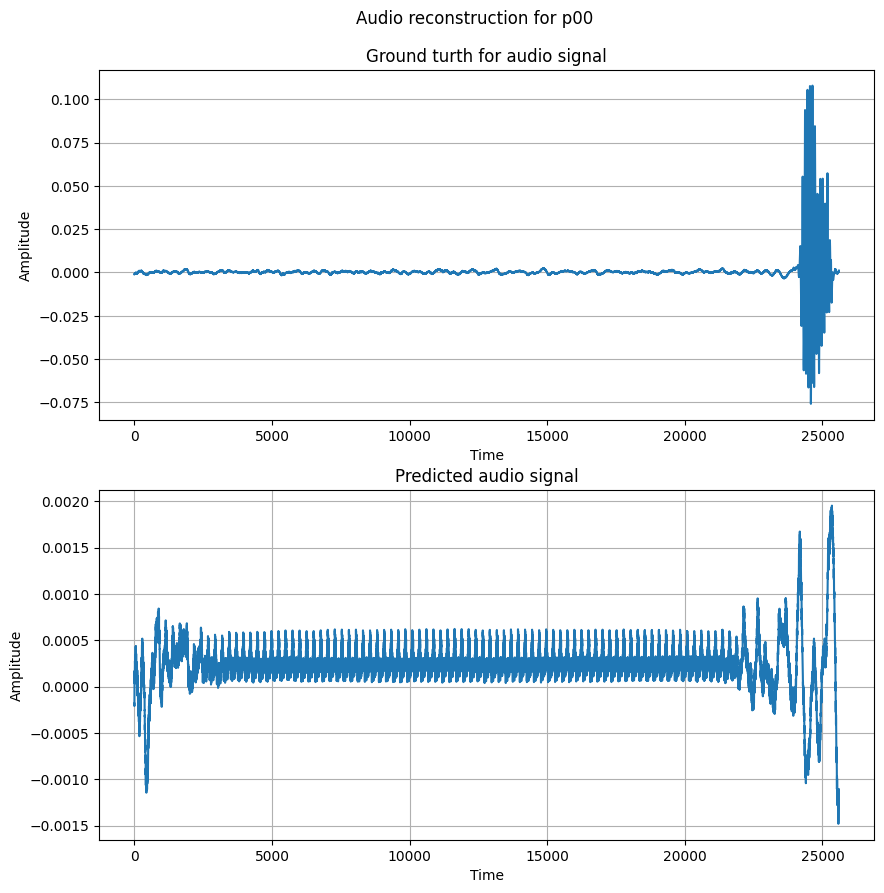 Audio reconstruction for p00
Ground turth for audio signal
Amplitude
0.100
0.075
0.050
0.025
0.000
−0.025
−0.050
−0.075
0 5000 10000 15000 20000 25000
Time
Predicted audio signal
Amplitude
0.0020
0.0015
0.0010
0.0005
0.0000
−0.0005
−0.0010
−0.0015
0 5000 10000 15000 20000 25000
Time